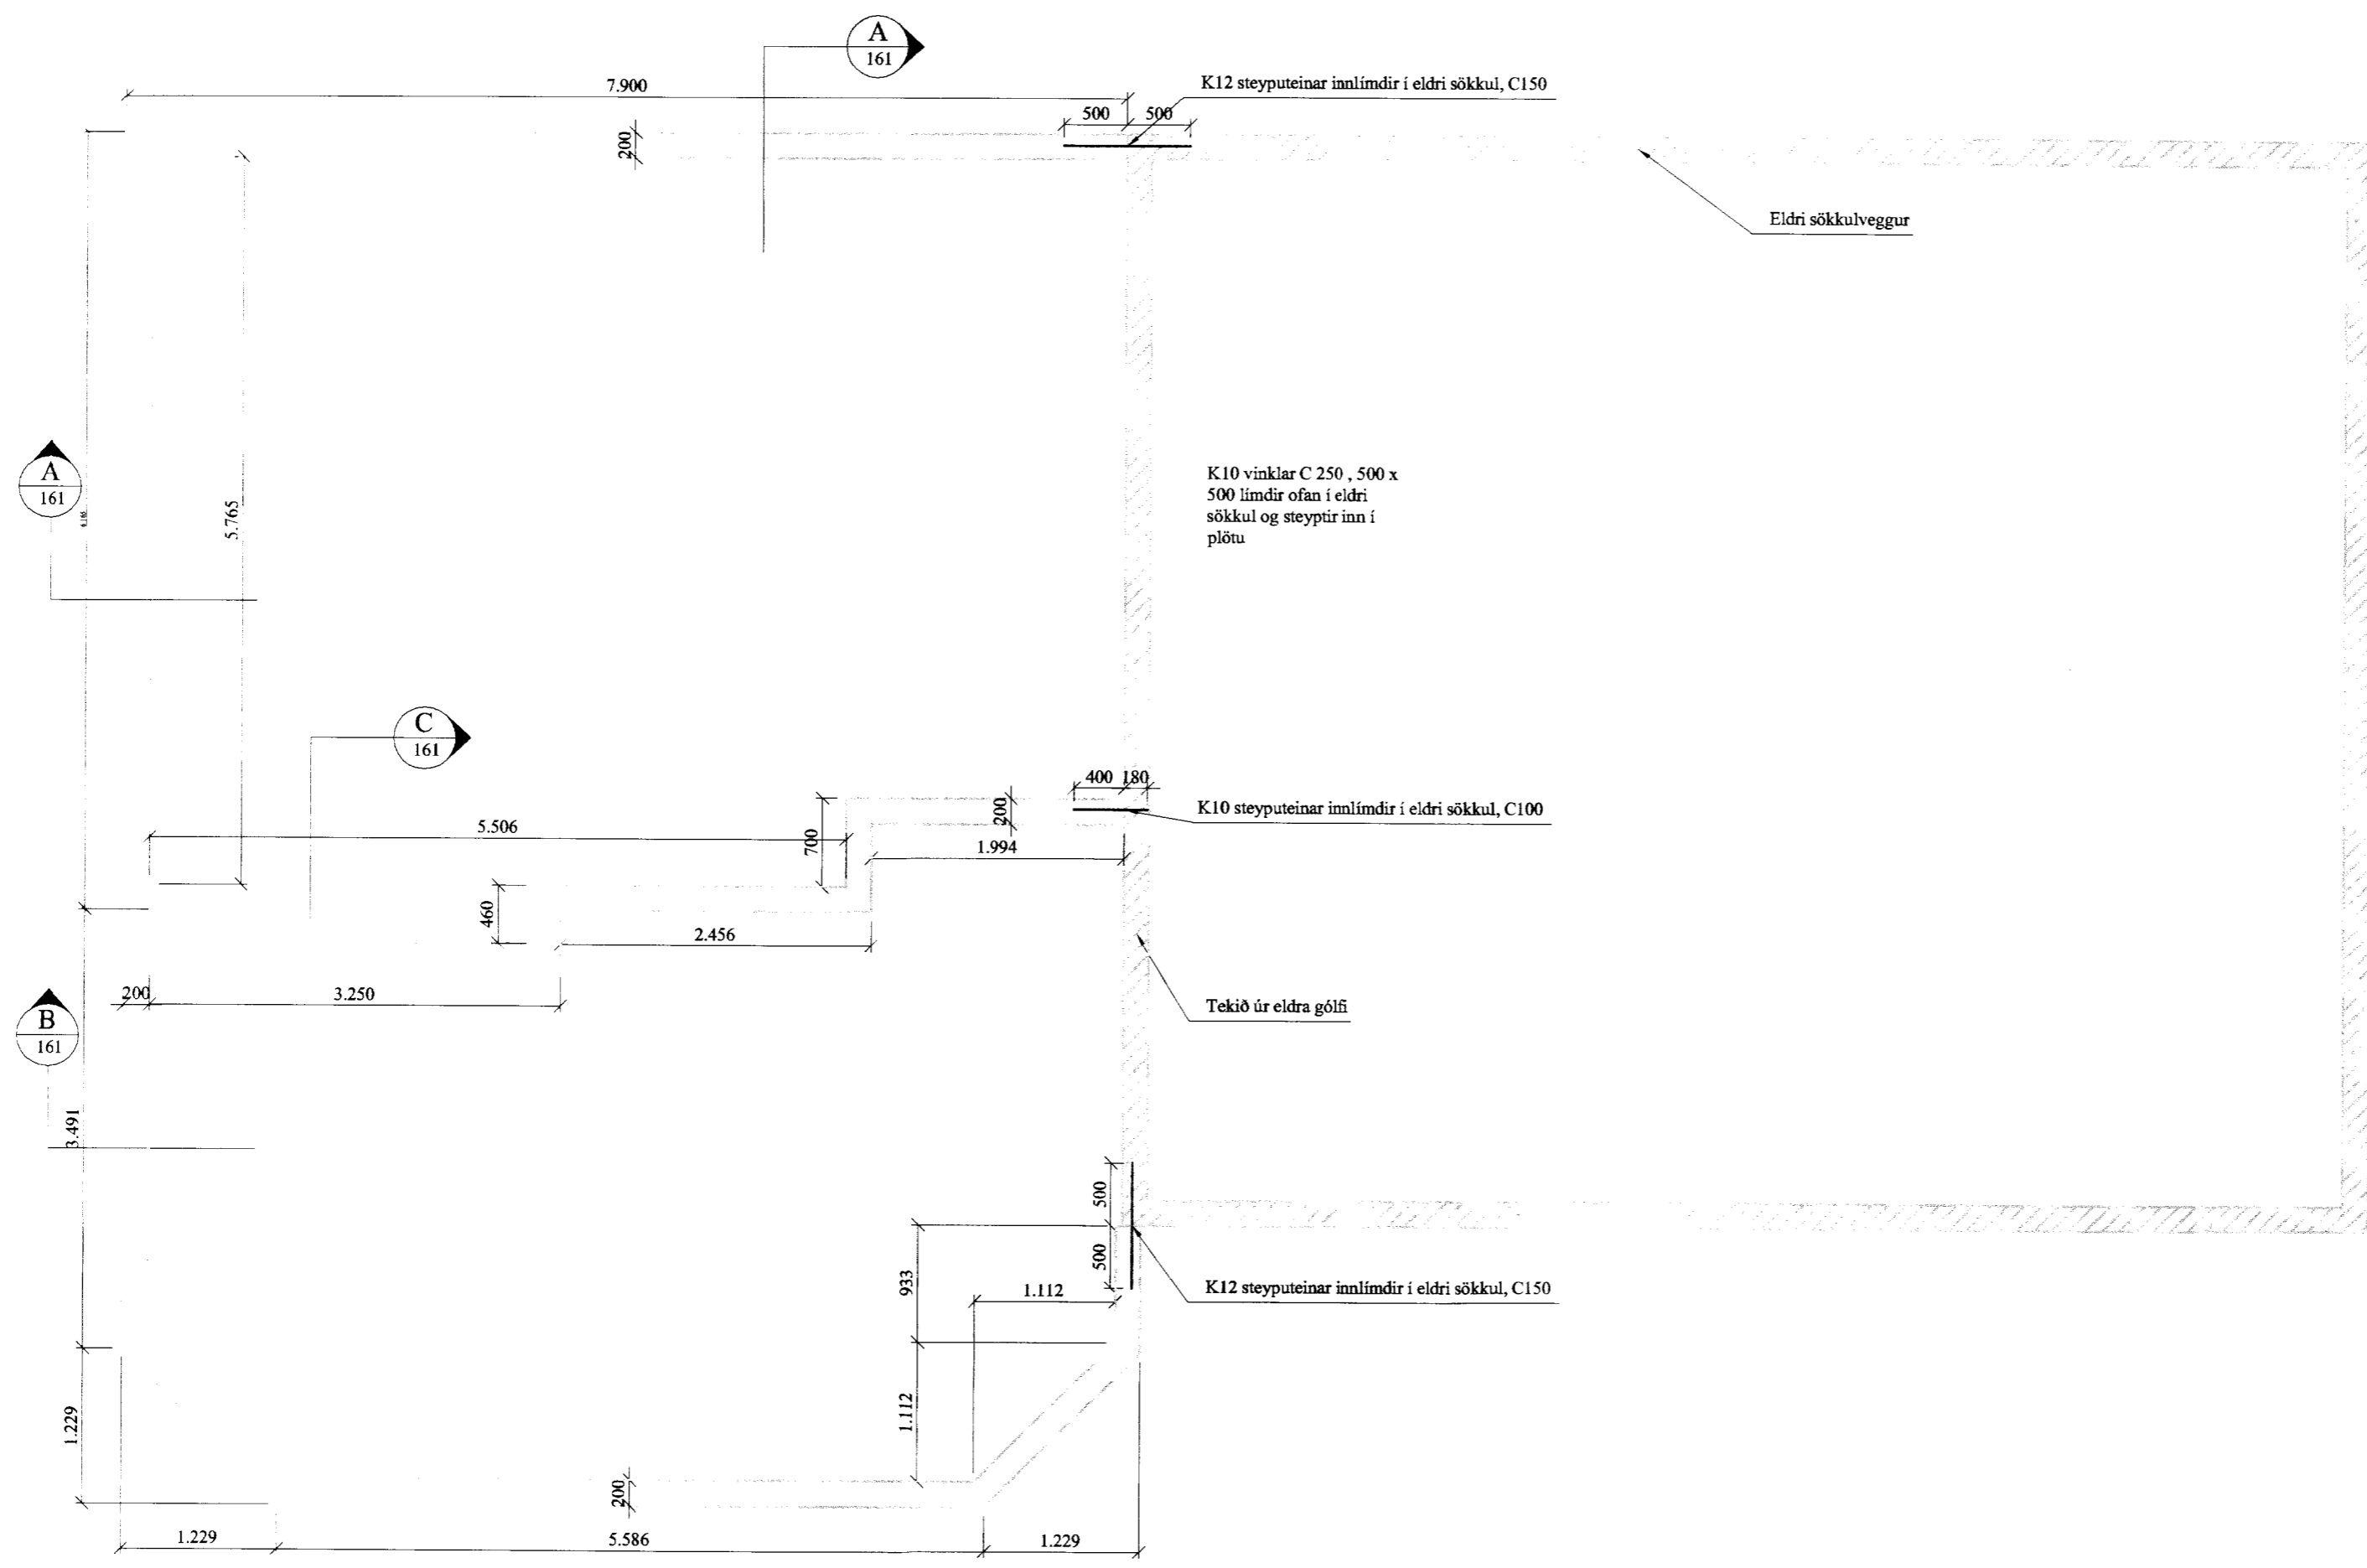 A
161
7.900
K12 steyputeinar innlímdir í eldri sökkul, C150
500
500
200
Eldri sökkulveggur
A
161
6.165
5.765
K10 vinklar C 250 , 500 x
500 límdir ofan í eldri
sökkul og steyptir inn í
plötu
C
161
400
180
200
K10 steyputeinar innlímdir í eldri sökkul, C100
5.506
700
1.994
460
2.456
200
3.250
Tekið úr eldra gólfi
B
161
3.491
500
500
933
1.112
K12 steyputeinar innlímdir í eldri sökkul, C150
1.229
1.112
200
1.229
5.586
1.229